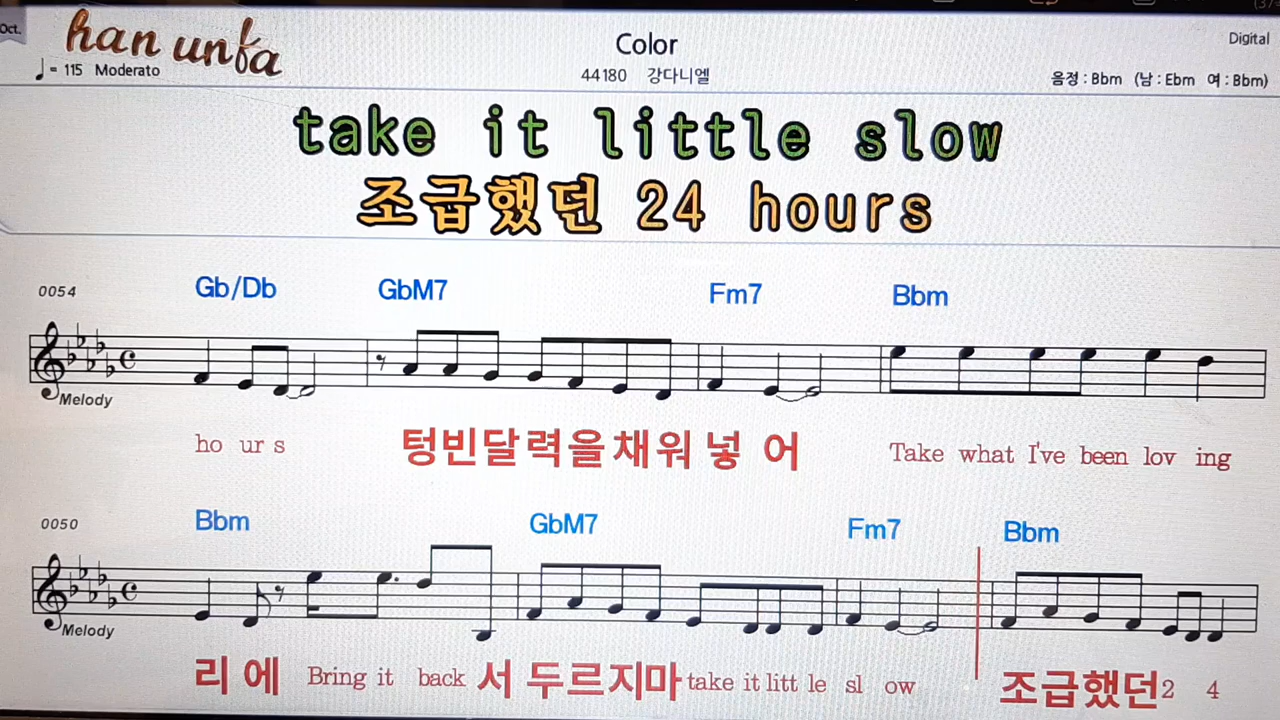 Oct.
han unfa
Color
Digital
♩= 115 Moderato
44180 강다니엘
음정 : Bbm (남 : Ebm 여 : Bbm)
take it little slow
조급했던 24 hours
Gb/Db GbM7 Fm7 Bbm
0054
Melody
ho ur s 텅빈달력을채워 넣 어 Take what I've been lov ing
Bbm GbM7 Fm7 Bbm
0050
Melody
리 에 Bring it back 서 두르지마 take it litt le sl ow 조급했던2 4